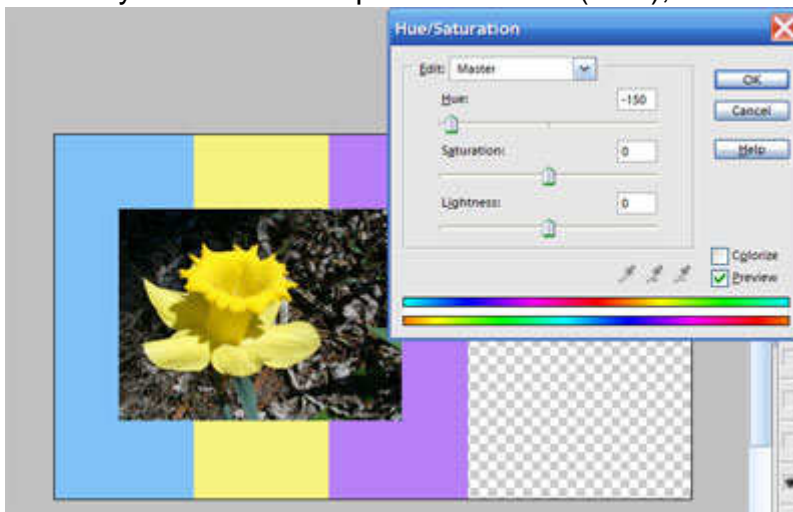 Hue/Saturation
Edit: Master
OK
Hue: -150
Cancel
Saturation: 0
Help
Lightness: 0
Colorize
Preview